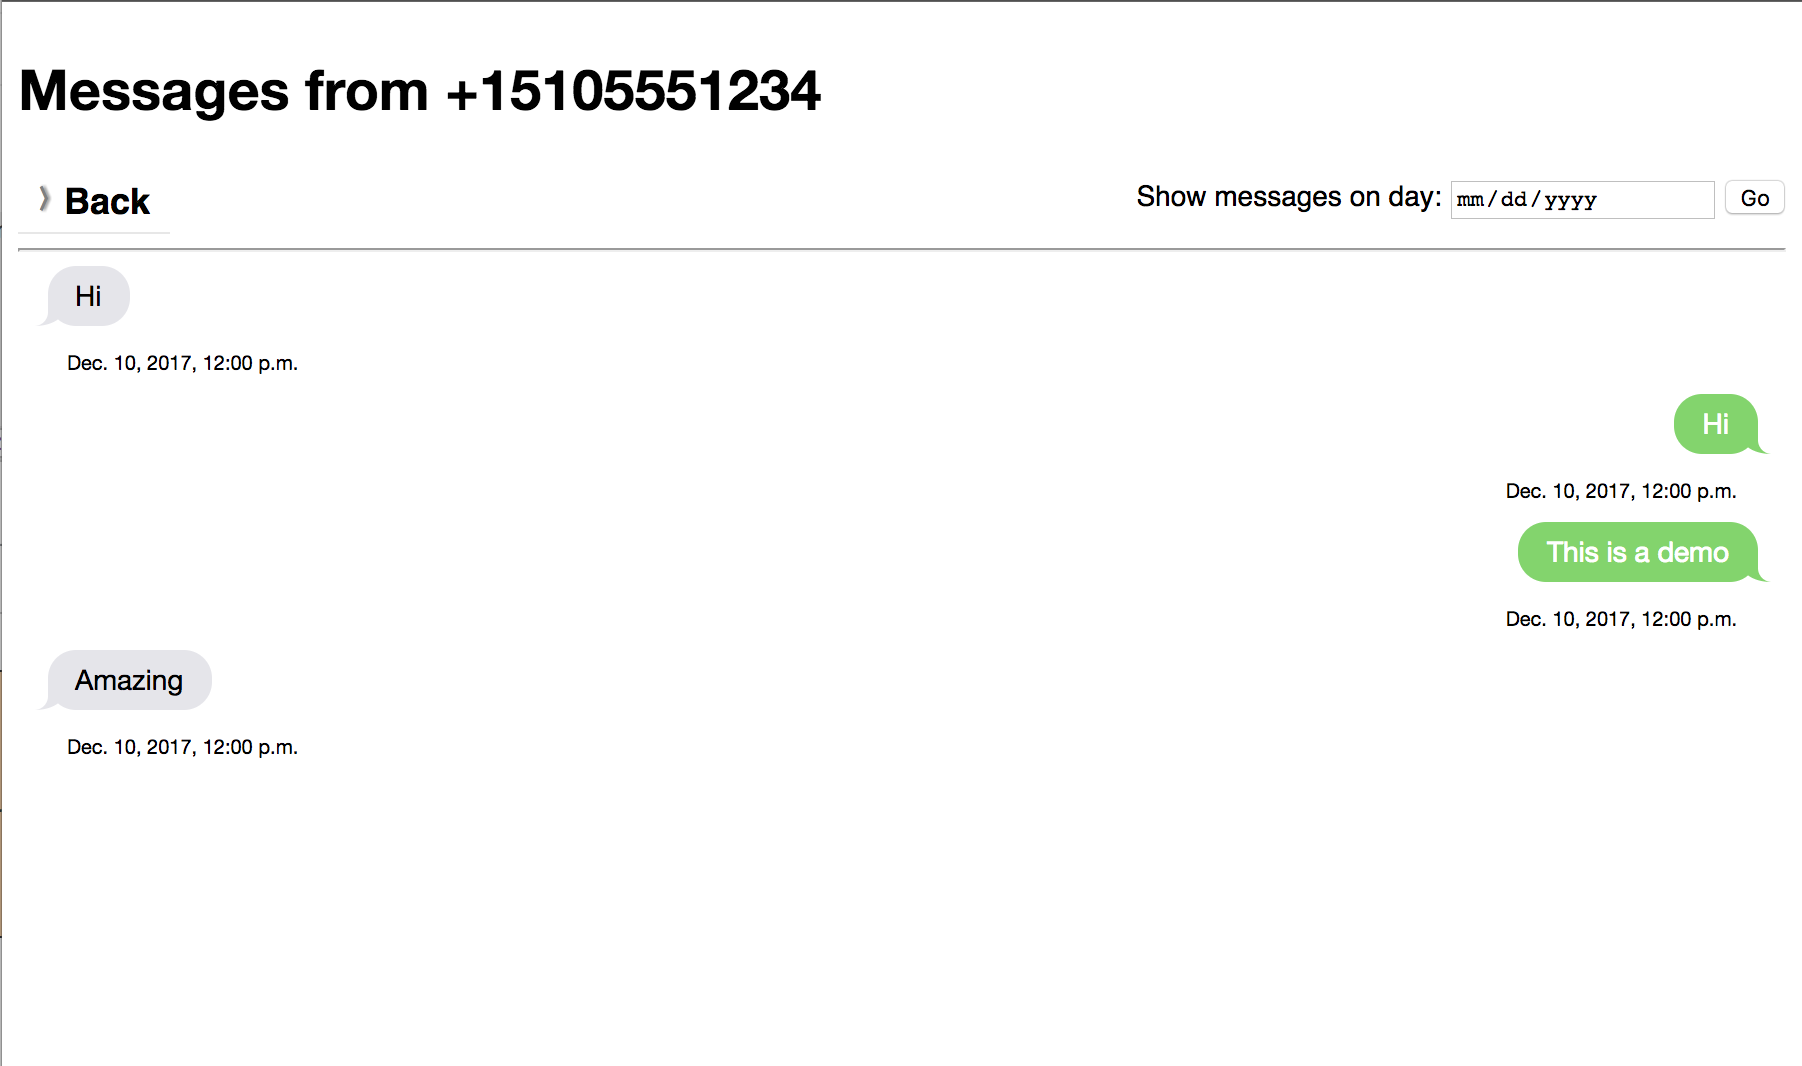 Messages from +15105551234
Back
Show messages on day: mm/dd/yyyy Go
Hi
Dec. 10, 2017, 12:00 p.m.
Hi
Dec. 10, 2017, 12:00 p.m.
This is a demo
Dec. 10, 2017, 12:00 p.m.
Amazing
Dec. 10, 2017, 12:00 p.m.